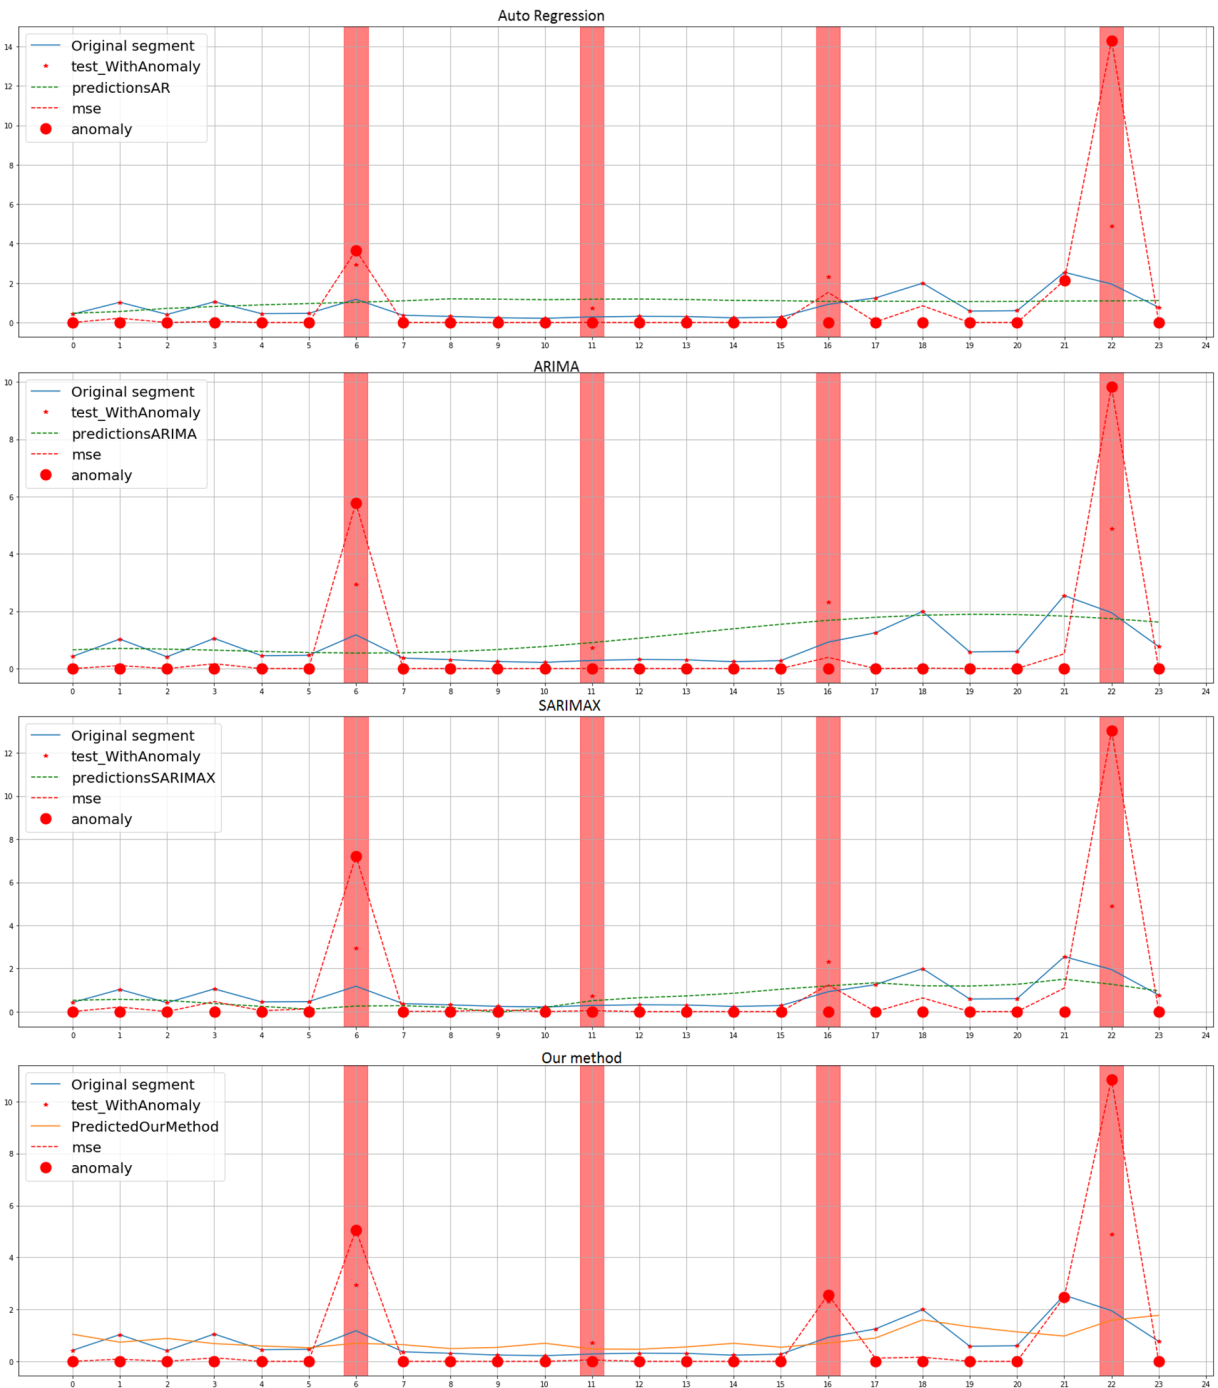 Auto Regression
Original segment
test_WithAnomaly
predictionsAR
mse
anomaly
14
12
10
8
6
4
2
0
0 1 2 3 4 5 6 7 8 9 10 11 12 13 14 15 16 17 18 19 20 21 22 23 24
ARIMA
Original segment
test_WithAnomaly
predictionsARIMA
mse
anomaly
10
8
6
4
2
0
0 1 2 3 4 5 6 7 8 9 10 11 12 13 14 15 16 17 18 19 20 21 22 23 24
SARIMAX
Original segment
test_WithAnomaly
predictionsSARIMAX
mse
anomaly
12
10
8
6
4
2
0
0 1 2 3 4 5 6 7 8 9 10 11 12 13 14 15 16 17 18 19 20 21 22 23 24
Our method
Original segment
test_WithAnomaly
PredictedOurMethod
mse
anomaly
10
8
6
4
2
0
0 1 2 3 4 5 6 7 8 9 10 11 12 13 14 15 16 17 18 19 20 21 22 23 24